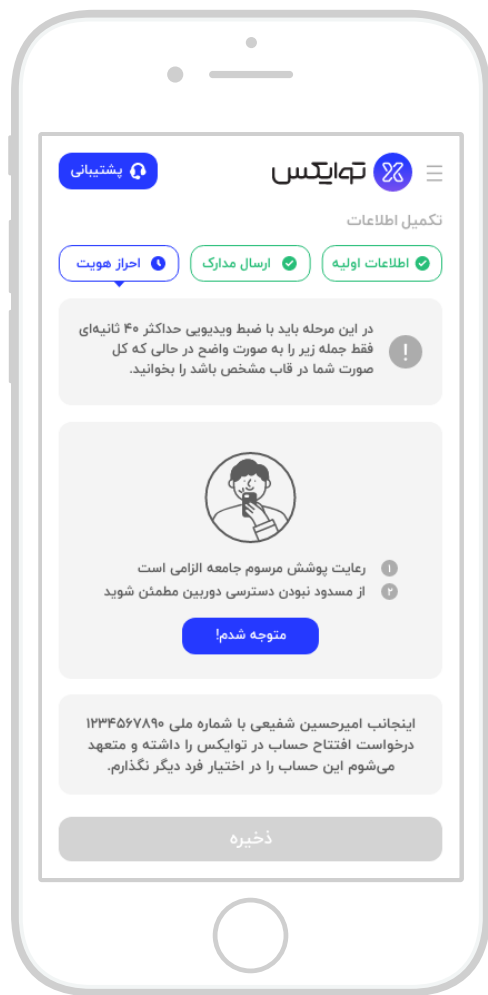 توایکس
پشتیبانی
تکمیل اطلاعات
اطلاعات اولیه
ارسال مدارک
احراز هویت
در این مرحله باید با ضبط ویدیویی حداکثر ۴۰ ثانیه‌ای
فقط جمله زیر را به صورت واضح در حالی که کل
صورت شما در قاب مشخص باشد را بخوانید.
!
۱ رعایت پوشش مرسوم جامعه الزامی است
۲ از مسدود نبودن دسترسی دوربین مطمئن شوید
متوجه شدم!
اینجانب امیرحسین شفیعی با شماره ملی ۱۲۳۴۵۶۷۸۹۰
درخواست افتتاح حساب در توایکس را داشته و متعهد
می‌شوم این حساب را در اختیار فرد دیگر نگذارم.
ذخیره